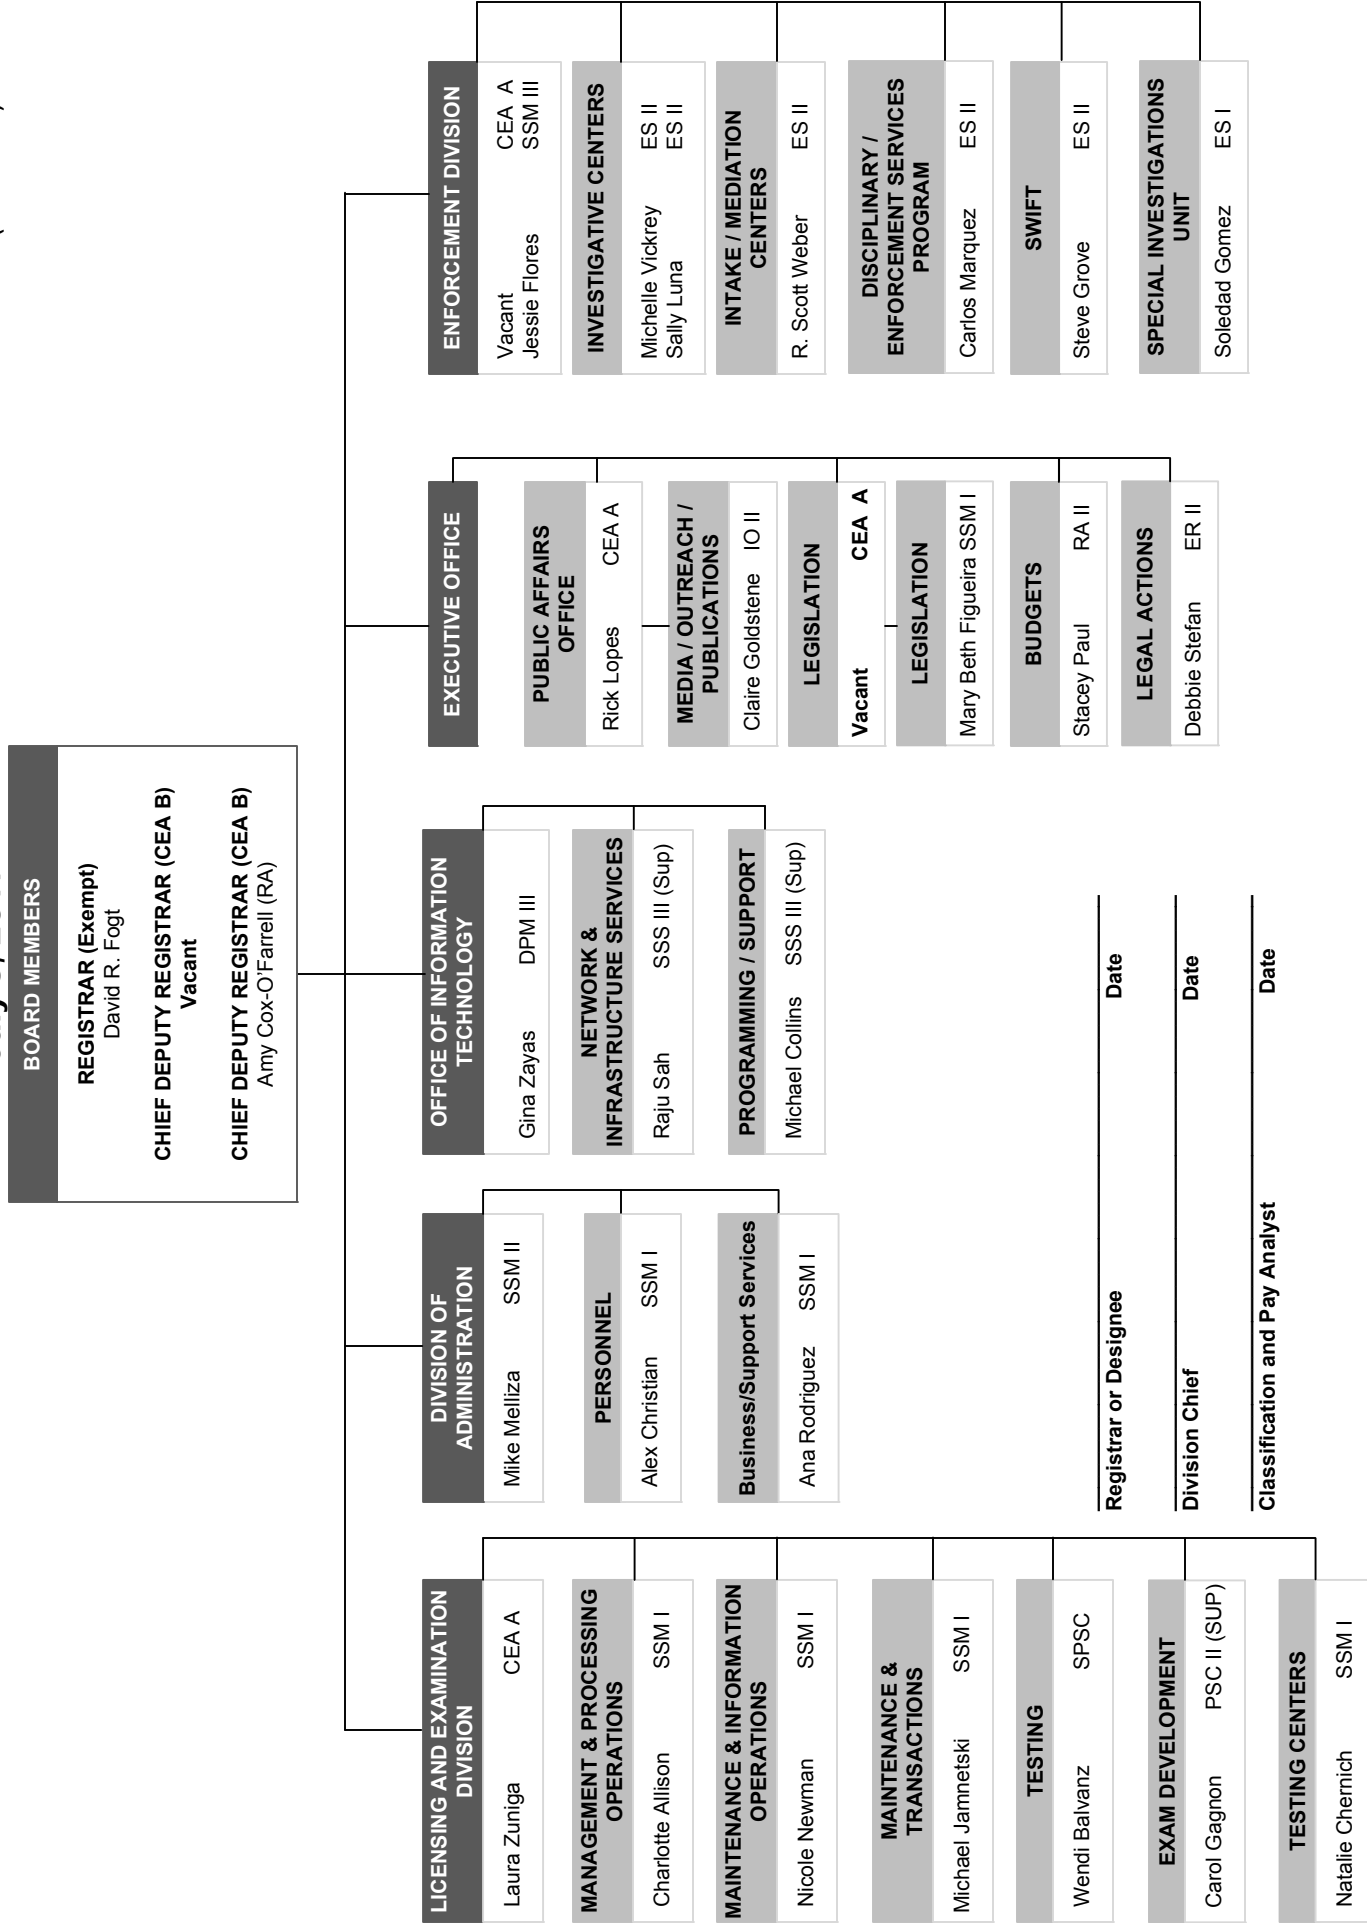 BOARD MEMBERS
REGISTRAR (Exempt)
David R. Fogt
CHIEF DEPUTY REGISTRAR (CEA B)
Vacant
CHIEF DEPUTY REGISTRAR (CEA B)
Amy Cox-O'Farrell (RA)
LICENSING AND EXAMINATION
DIVISION
Laura Zuniga CEA A
MANAGEMENT & PROCESSING
OPERATIONS
Charlotte Allison SSM I
MAINTENANCE & INFORMATION
OPERATIONS
Nicole Newman SSM I
MAINTENANCE &
TRANSACTIONS
Michael Jamnetski SSM I
TESTING
Wendi Balvanz SPSC
EXAM DEVELOPMENT
Carol Gagnon PSC II (SUP)
TESTING CENTERS
Natalie Chernich SSM I
DIVISION OF
ADMINISTRATION
Mike Melliza SSM II
PERSONNEL
Alex Christian SSM I
Business/Support Services
Ana Rodriguez SSM I
OFFICE OF INFORMATION
TECHNOLOGY
Gina Zayas DPM III
NETWORK &
INFRASTRUCTURE SERVICES
Raju Sah SSS III (Sup)
PROGRAMMING / SUPPORT
Michael Collins SSS III (Sup)
EXECUTIVE OFFICE
PUBLIC AFFAIRS
OFFICE
Rick Lopes CEA A
MEDIA / OUTREACH /
PUBLICATIONS
Claire Goldstene IO II
LEGISLATION
Vacant CEA A
LEGISLATION
Mary Beth Figueira SSM I
BUDGETS
Stacey Paul RA II
LEGAL ACTIONS
Debbie Stefan ER II
ENFORCEMENT DIVISION
Vacant CEA A
Jessie Flores SSM III
INVESTIGATIVE CENTERS
Michelle Vickrey ES II
Sally Luna ES II
INTAKE / MEDIATION
CENTERS
R. Scott Weber ES II
DISCIPLINARY /
ENFORCEMENT SERVICES
PROGRAM
Carlos Marquez ES II
SWIFT
Steve Grove ES II
SPECIAL INVESTIGATIONS
UNIT
Soledad Gomez ES I
Registrar or Designee Date
Division Chief Date
Classification and Pay Analyst Date